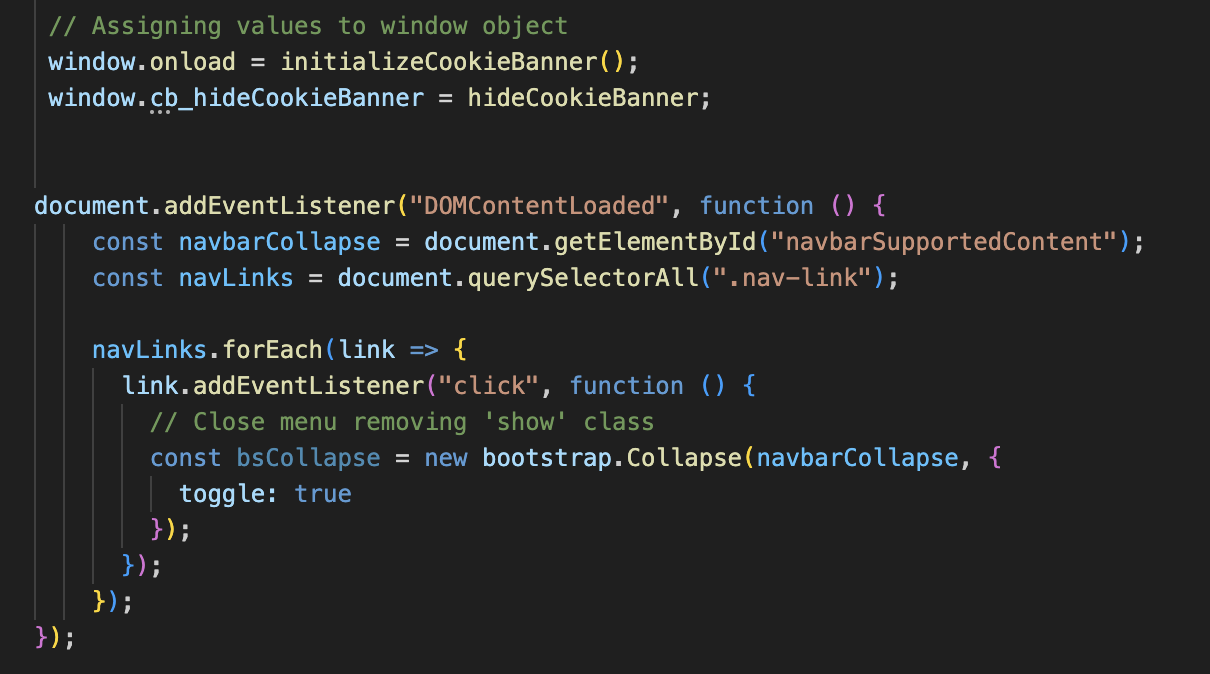 // Assigning values to window object
window.onload = initializeCookieBanner();
window.cb_hideCookieBanner = hideCookieBanner;
document.addEventListener("DOMContentLoaded", function () {
const navbarCollapse = document.getElementById("navbarSupportedContent");
const navLinks = document.querySelectorAll(".nav-link");
navLinks.forEach(link => {
link.addEventListener("click", function () {
// Close menu removing 'show' class
const bsCollapse = new bootstrap.Collapse(navbarCollapse, {
toggle: true
});
});
});
});